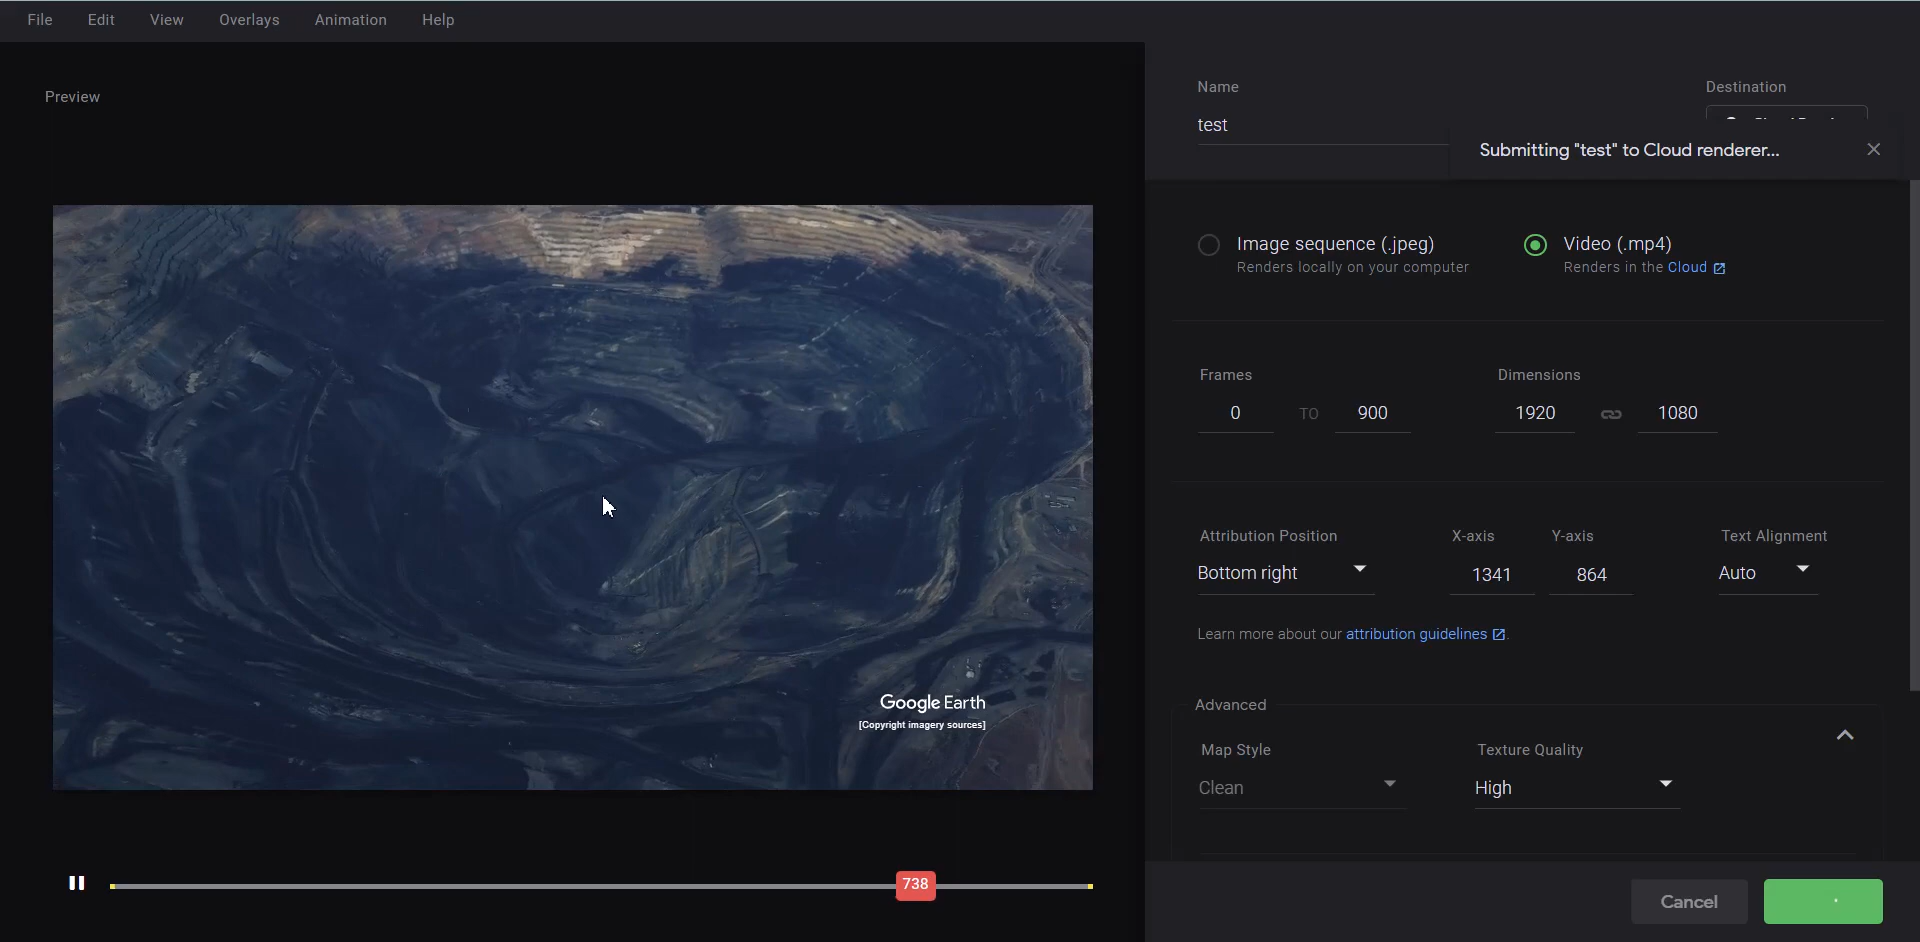 File Edit View Overlays Animation Help
Preview
Name
test
Destination
Submitting "test" to Cloud renderer...
Image sequence (.jpeg)
Renders locally on your computer
Video (.mp4)
Renders in the Cloud
Frames
0 TO 900
Dimensions
1920 1080
Attribution Position
Bottom right
X-axis
1341
Y-axis
864
Text Alignment
Auto
Learn more about our attribution guidelines .
Advanced
Map Style
Clean
Texture Quality
High
Google Earth
[Copyright imagery sources]
738
Cancel